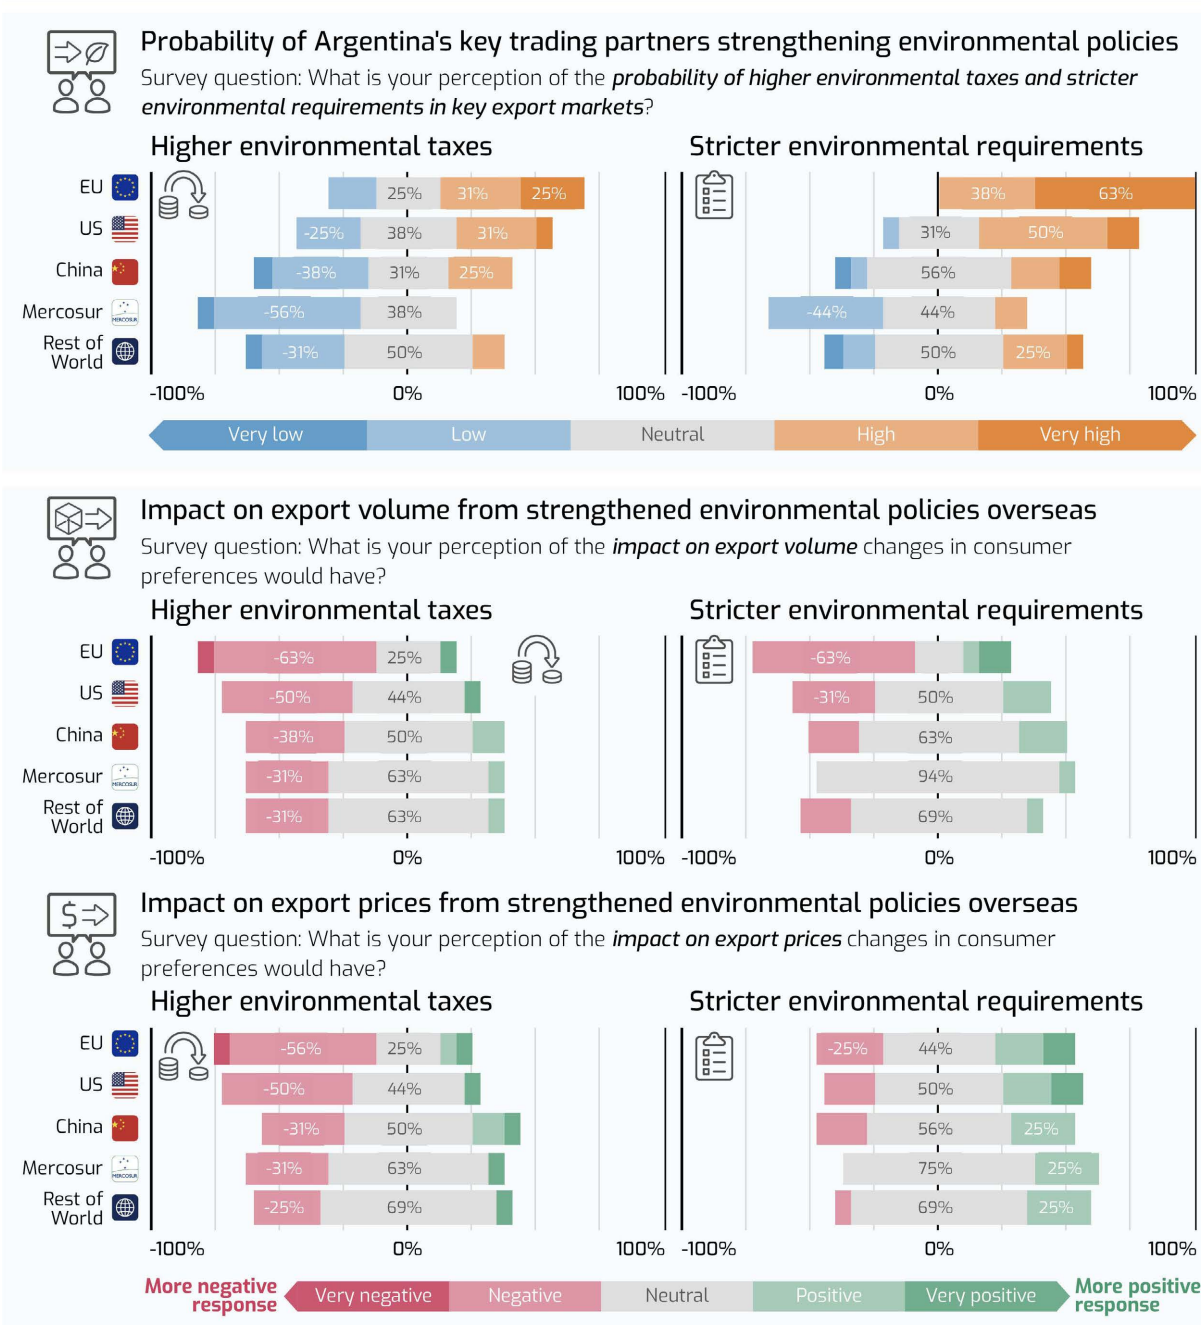 Probability of Argentina's key trading partners strengthening environmental policies
Survey question: What is your perception of the probability of higher environmental taxes and stricter
environmental requirements in key export markets?
Higher environmental taxes
Stricter environmental requirements
EU 25% 31% 25% 38% 63%
US -25% 38% 31% 31% 50%
China -38% 31% 25% 56%
Mercosur MERCOSUR -56% 38% -44% 44%
Rest of
World -31% 50% 50% 25%
-100% 0% 100% -100% 0% 100%
Very low Low Neutral High Very high
Impact on export volume from strengthened environmental policies overseas
Survey question: What is your perception of the impact on export volume changes in consumer
preferences would have?
Higher environmental taxes
Stricter environmental requirements
EU -63% 25% -63%
US -50% 44% -31% 50%
China -38% 50% 63%
Mercosur MERCOSUR -31% 63% 94%
Rest of
World -31% 63% 69%
-100% 0% 100% -100% 0% 100%
$
Impact on export prices from strengthened environmental policies overseas
Survey question: What is your perception of the impact on export prices changes in consumer
preferences would have?
Higher environmental taxes
Stricter environmental requirements
EU -56% 25% -25% 44%
US -50% 44% 50%
China -31% 50% 56% 25%
Mercosur MERCOSUR -31% 63% 75% 25%
Rest of
World -25% 69% 69% 25%
-100% 0% 100% -100% 0% 100%
More negative
response
Very negative Negative Neutral Positive Very positive
More positive
response